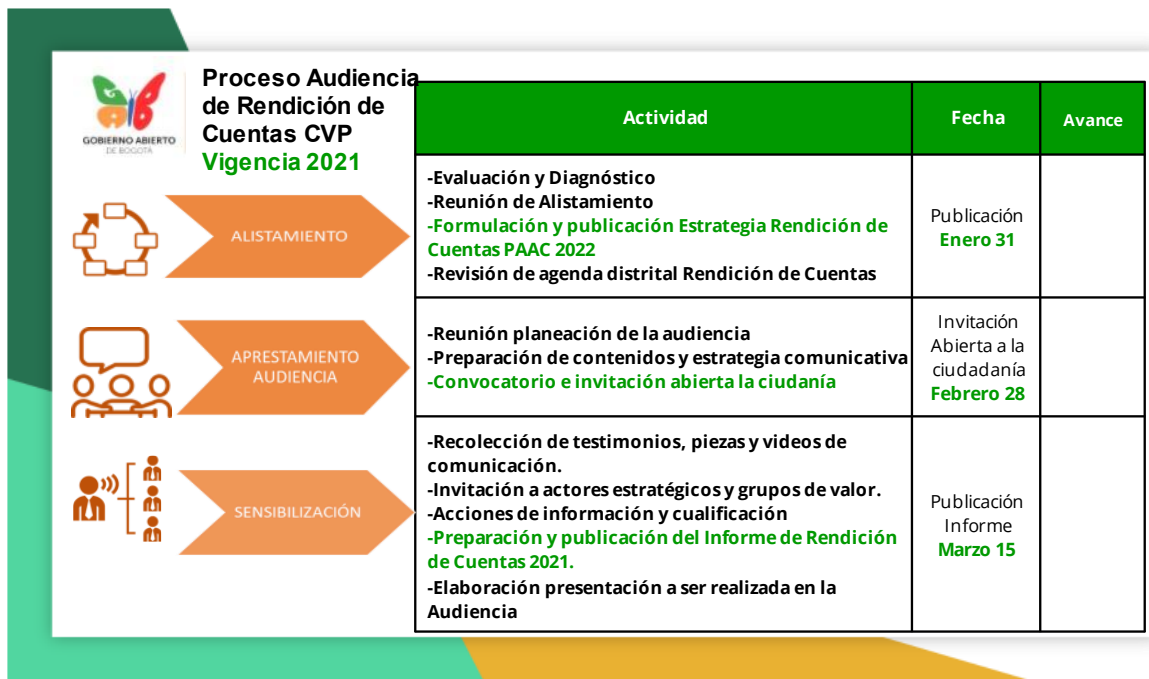 GOBIERNO ABIERTO
DE BOGOTÁ
Proceso Audiencia
de Rendición de
Cuentas CVP
Vigencia 2021
Actividad
Fecha
Avance
ALISTAMIENTO
-Evaluación y Diagnóstico
-Reunión de Alistamiento
-Formulación y publicación Estrategia Rendición de
Cuentas PAAC 2022
-Revisión de agenda distrital Rendición de Cuentas
Publicación
Enero 31
APRESTAMIENTO
AUDIENCIA
-Reunión planeación de la audiencia
-Preparación de contenidos y estrategia comunicativa
-Convocatorio e invitación abierta la ciudanía
Invitación
Abierta a la
ciudadanía
Febrero 28
SENSIBILIZACIÓN
-Recolección de testimonios, piezas y videos de
comunicación.
-Invitación a actores estratégicos y grupos de valor.
-Acciones de información y cualificación
-Preparación y publicación del Informe de Rendición
de Cuentas 2021.
-Elaboración presentación a ser realizada en la
Audiencia
Publicación
Informe
Marzo 15